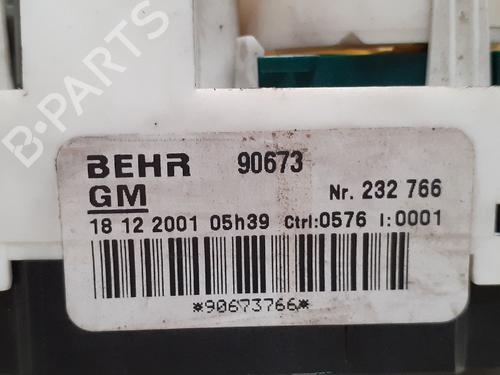 BEHR 90673
GM Nr. 232 766
18 12 2001 05h39 Ctrl:0576 I:0001
*90673766*
B-PARTS